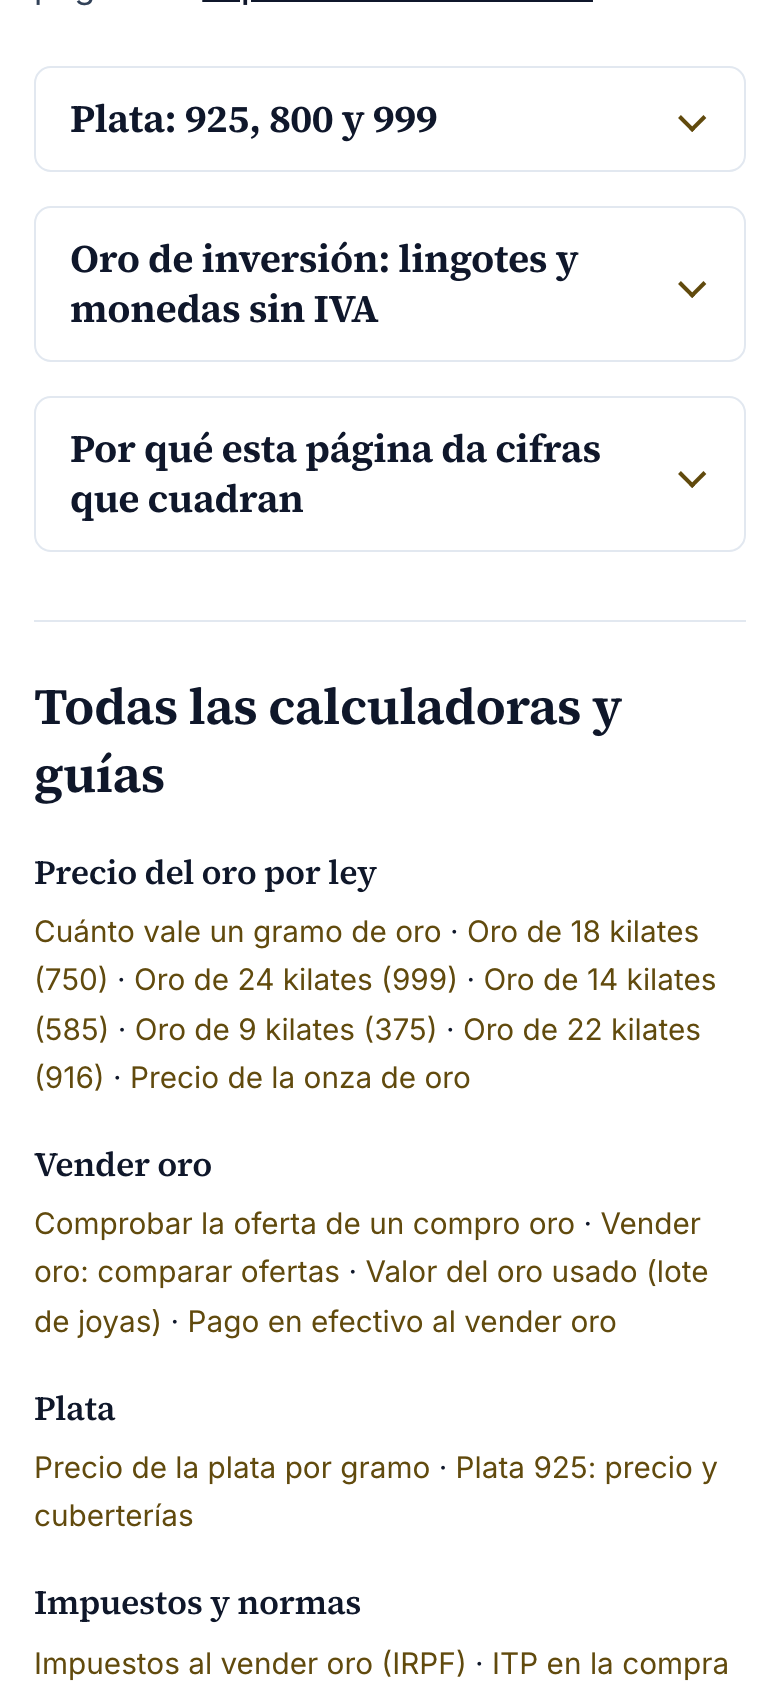 Plata: 925, 800 y 999
Oro de inversión: lingotes y
monedas sin IVA
Por qué esta página da cifras
que cuadran
Todas las calculadoras y
guías
Precio del oro por ley
Cuánto vale un gramo de oro · Oro de 18 kilates
(750) · Oro de 24 kilates (999) · Oro de 14 kilates
(585) · Oro de 9 kilates (375) · Oro de 22 kilates
(916) · Precio de la onza de oro
Vender oro
Comprobar la oferta de un compro oro · Vender
oro: comparar ofertas · Valor del oro usado (lote
de joyas) · Pago en efectivo al vender oro
Plata
Precio de la plata por gramo · Plata 925: precio y
cuberterías
Impuestos y normas
Impuestos al vender oro (IRPF) · ITP en la compra